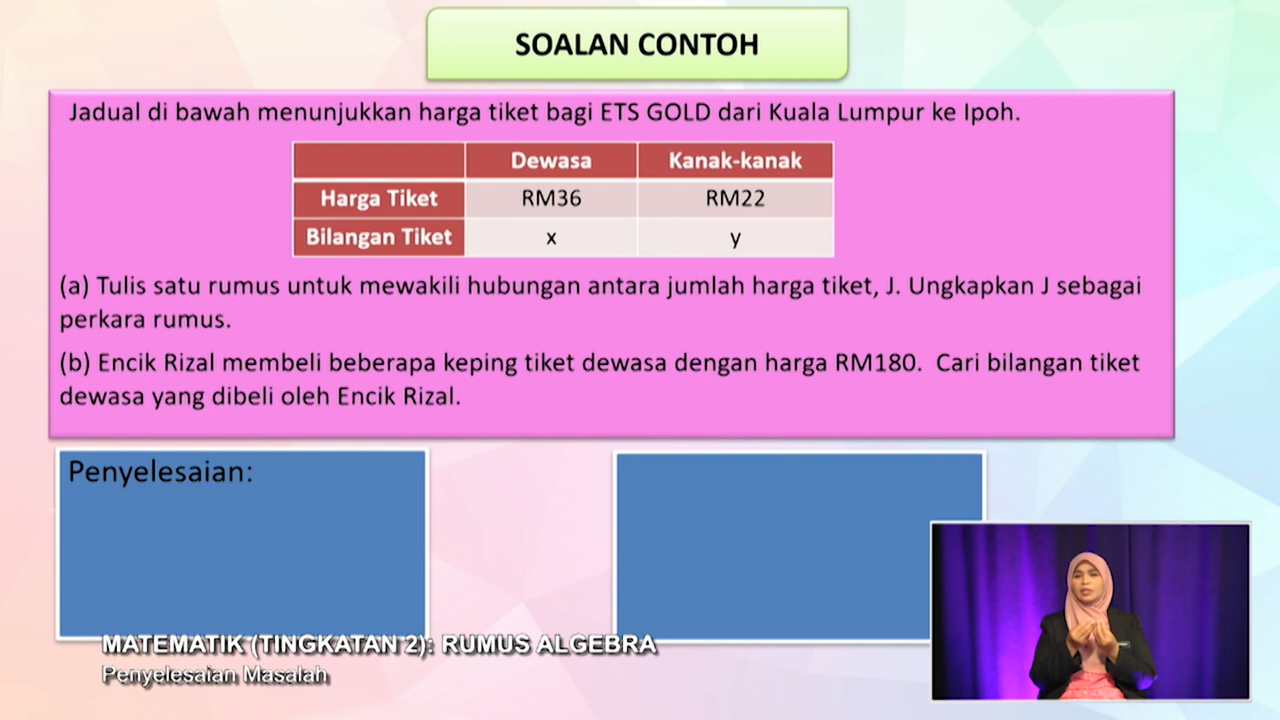 SOALAN CONTOH
Jadual di bawah menunjukkan harga tiket bagi ETS GOLD dari Kuala Lumpur ke Ipoh.
Dewasa Kanak-kanak
Harga Tiket RM36 RM22
Bilangan Tiket x y
(a) Tulis satu rumus untuk mewakili hubungan antara jumlah harga tiket, J. Ungkapkan J sebagai
perkara rumus.
(b) Encik Rizal membeli beberapa keping tiket dewasa dengan harga RM180. Cari bilangan tiket
dewasa yang dibeli oleh Encik Rizal.
Penyelesaian:
MATEMATIK (TINGKATAN 2): RUMUS ALGEBRA
Penyelesaian Masalah